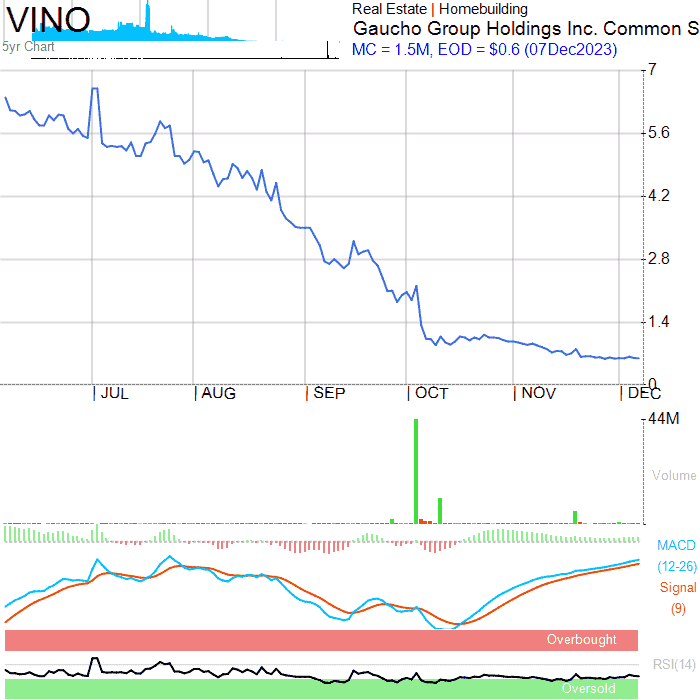 VINO
5yr Chart
Real Estate | Homebuilding
Gaucho Group Holdings Inc. Common S
MC = 1.5M, EOD = $0.6 (07Dec2023)
7
5.6
4.2
2.8
1.4
0
JUL AUG SEP OCT NOV DEC
44M
Volume
MACD
(12-26)
Signal
(9)
Overbought
RSI(14)
Oversold